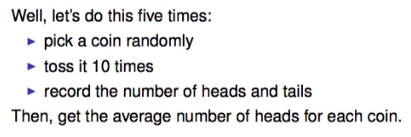 Well, let's do this five times:
▶ pick a coin randomly
▶ toss it 10 times
▶ record the number of heads and tails
Then, get the average number of heads for each coin.